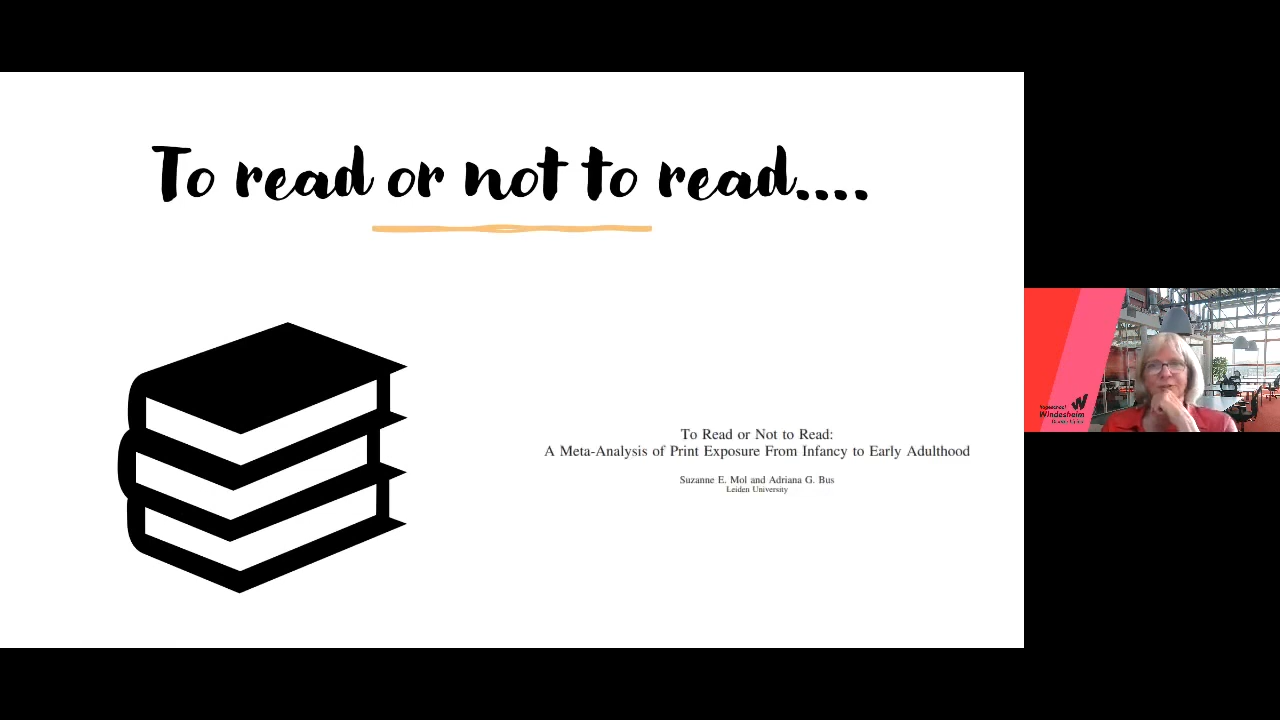 To read or not to read....
To Read or Not to Read:
A Meta-Analysis of Print Exposure From Infancy to Early Adulthood
Suzanne E. Mol and Adriana G. Bus
Leiden University
Hogeschool
Windesheim